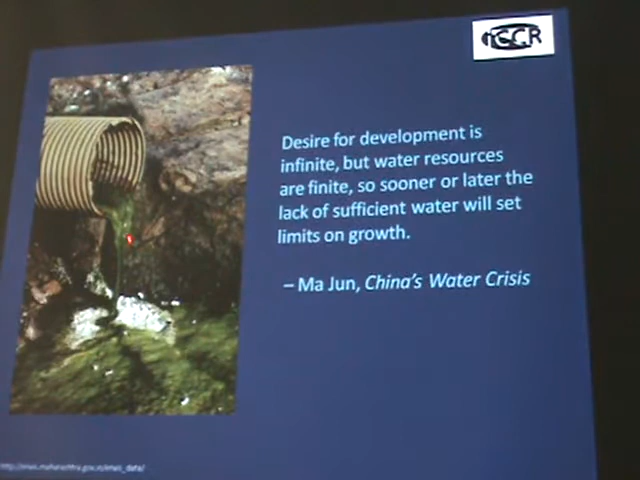 CCR
Desire for development is
infinite, but water resources
are finite, so sooner or later the
lack of sufficient water will set
limits on growth.
– Ma Jun, China's Water Crisis